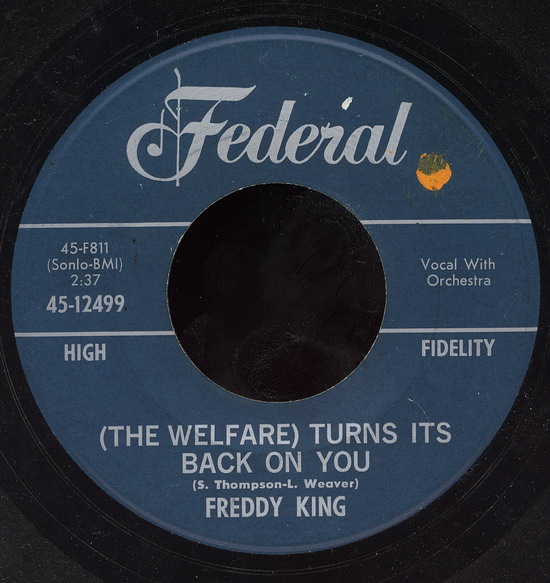 Federal
45-F811
(Sonlo-BMI)
2:37
45-12499
Vocal With
Orchestra
HIGH
FIDELITY
(THE WELFARE) TURNS ITS
BACK ON YOU
(S. Thompson-L. Weaver)
FREDDY KING